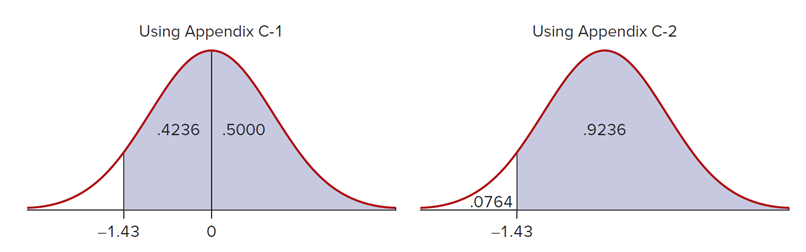 Using Appendix C-1
.4236 .5000
−1.43 0
Using Appendix C-2
.9236
.0764
−1.43